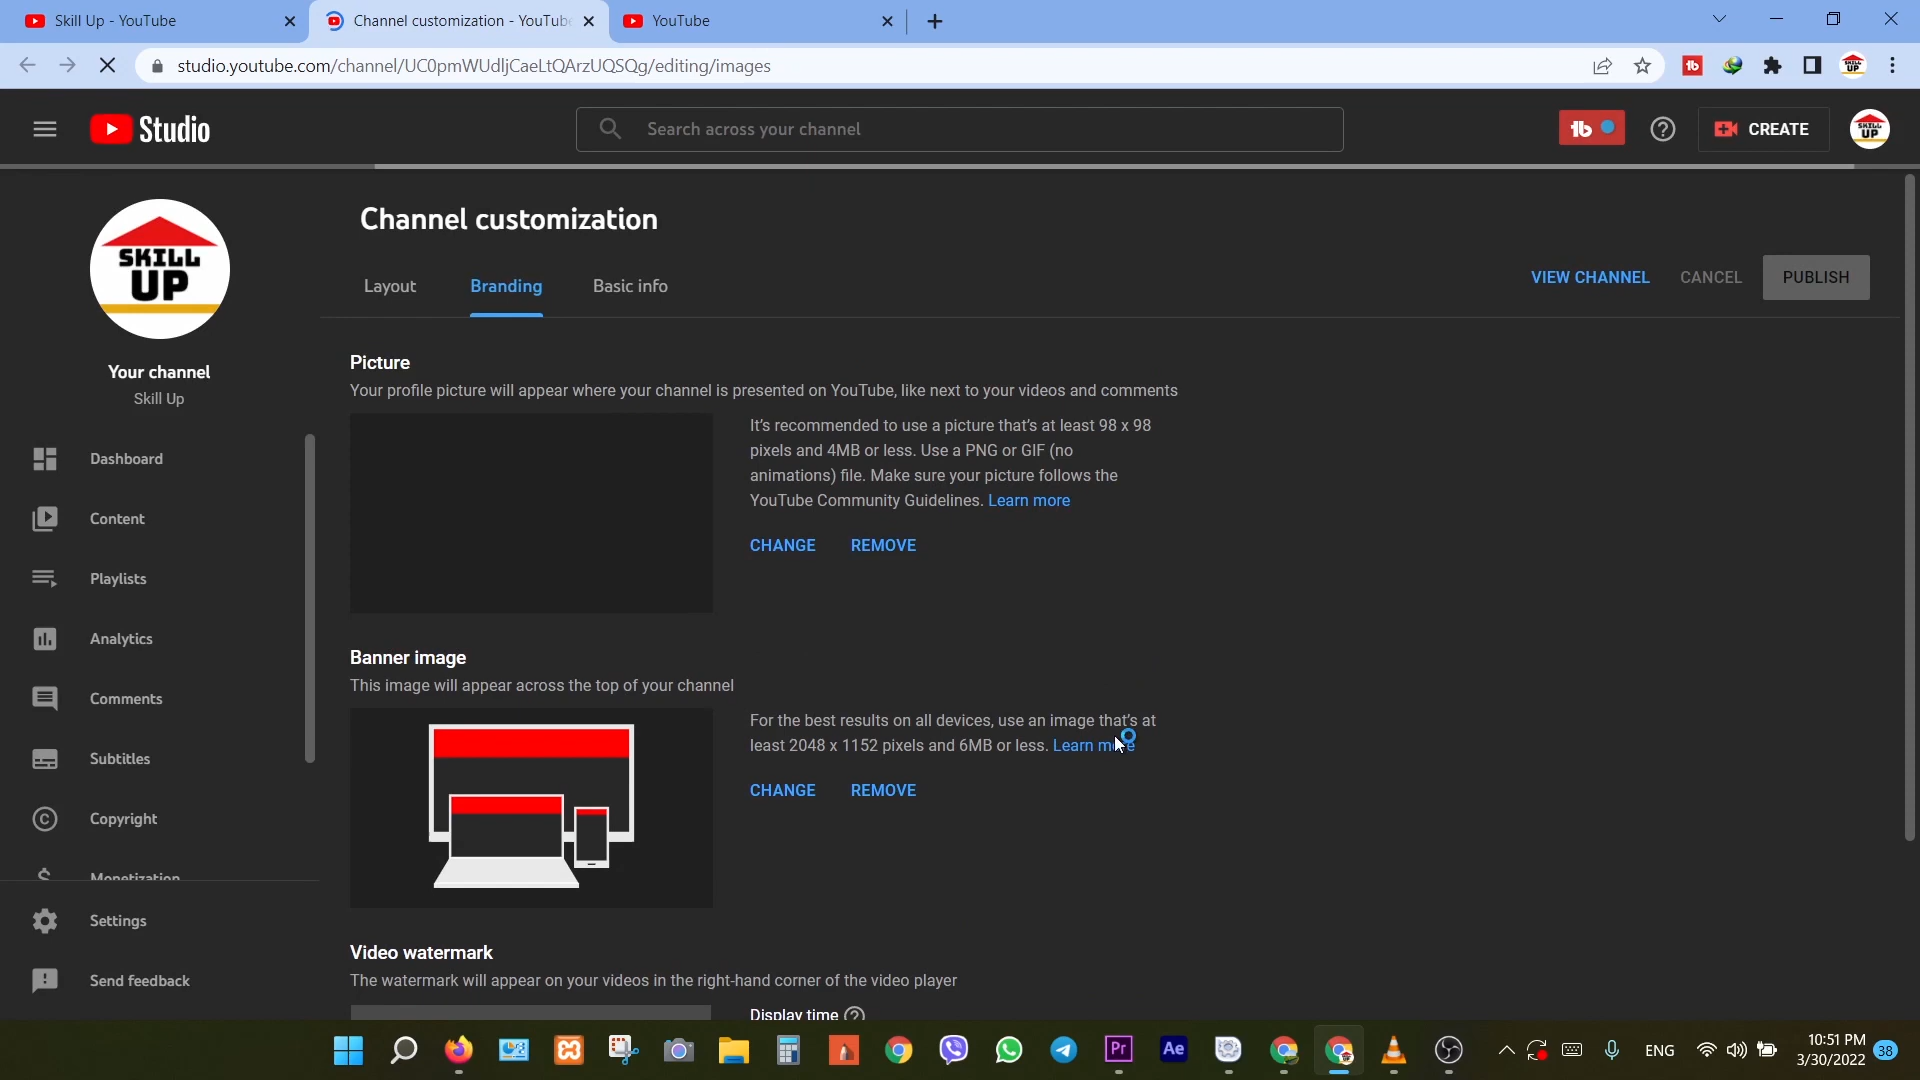 Skill Up - YouTube
Channel customization - YouTube
YouTube
studio.youtube.com/channel/UC0pmWUdljCaeLtQArzUQSQg/editing/images
Studio
Search across your channel
CREATE
SKILL
UP
Channel customization
Layout
Branding
Basic info
VIEW CHANNEL
CANCEL
PUBLISH
SKILL
UP
Your channel
Skill Up
Dashboard
Content
Playlists
Analytics
Comments
Subtitles
Copyright
Monetization
Settings
Send feedback
Picture
Your profile picture will appear where your channel is presented on YouTube, like next to your videos and comments
It's recommended to use a picture that's at least 98 x 98
pixels and 4MB or less. Use a PNG or GIF (no
animations) file. Make sure your picture follows the
YouTube Community Guidelines. Learn more
CHANGE
REMOVE
Banner image
This image will appear across the top of your channel
For the best results on all devices, use an image that's at
least 2048 x 1152 pixels and 6MB or less. Learn more
CHANGE
REMOVE
Video watermark
The watermark will appear on your videos in the right-hand corner of the video player
Display time
Pr
Ae
ENG
10:51 PM
3/30/2022
38